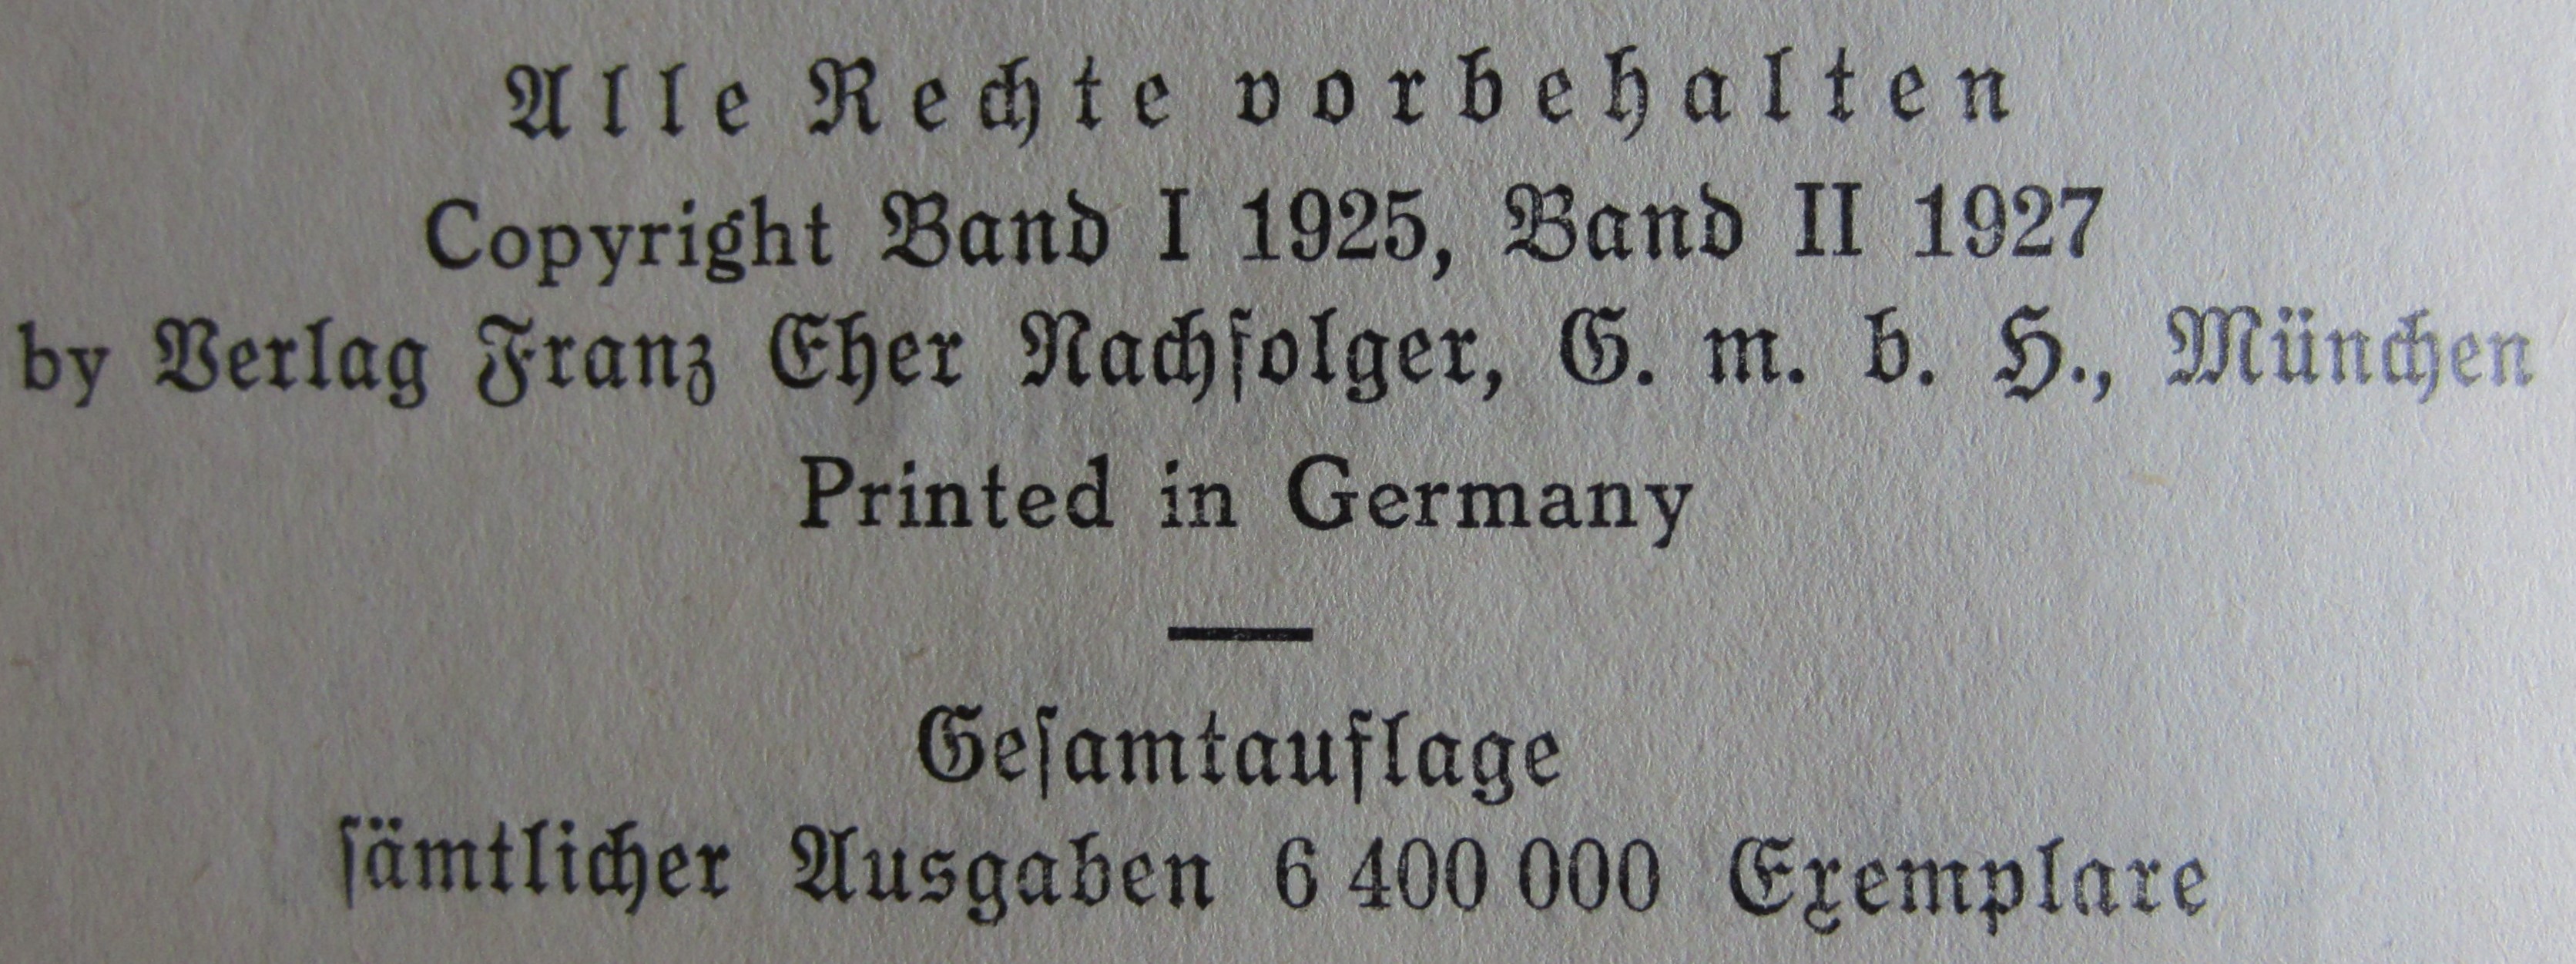 Alle Rechte vorbehalten
Copyright Band I 1925, Band II 1927
by Verlag Franz Eher Nachfolger, G. m. b. H., München
Printed in Germany
Geſamtauflage
ſämtlicher Ausgaben 6 400 000 Exemplare